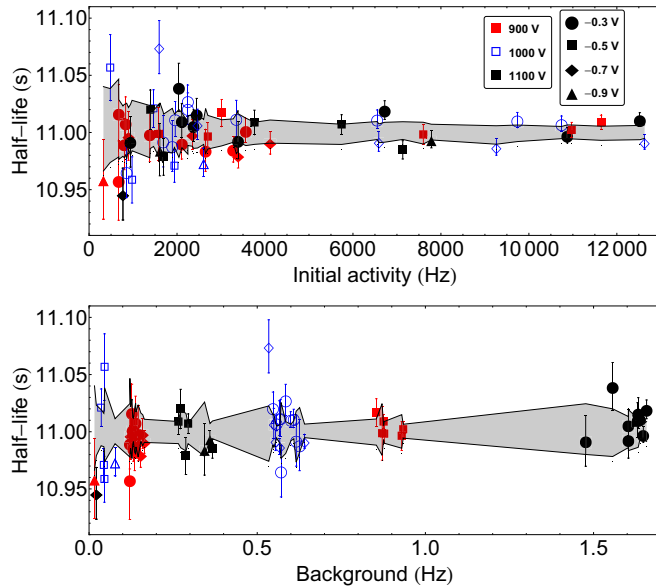 11.10
11.05
11.00
10.95
Half-life (s)
900 V
1000 V
1100 V
-0.3 V
-0.5 V
-0.7 V
-0.9 V
0 2000 4000 6000 8000 10 000 12 000
Initial activity (Hz)
11.10
11.05
11.00
10.95
Half-life (s)
0.0 0.5 1.0 1.5
Background (Hz)